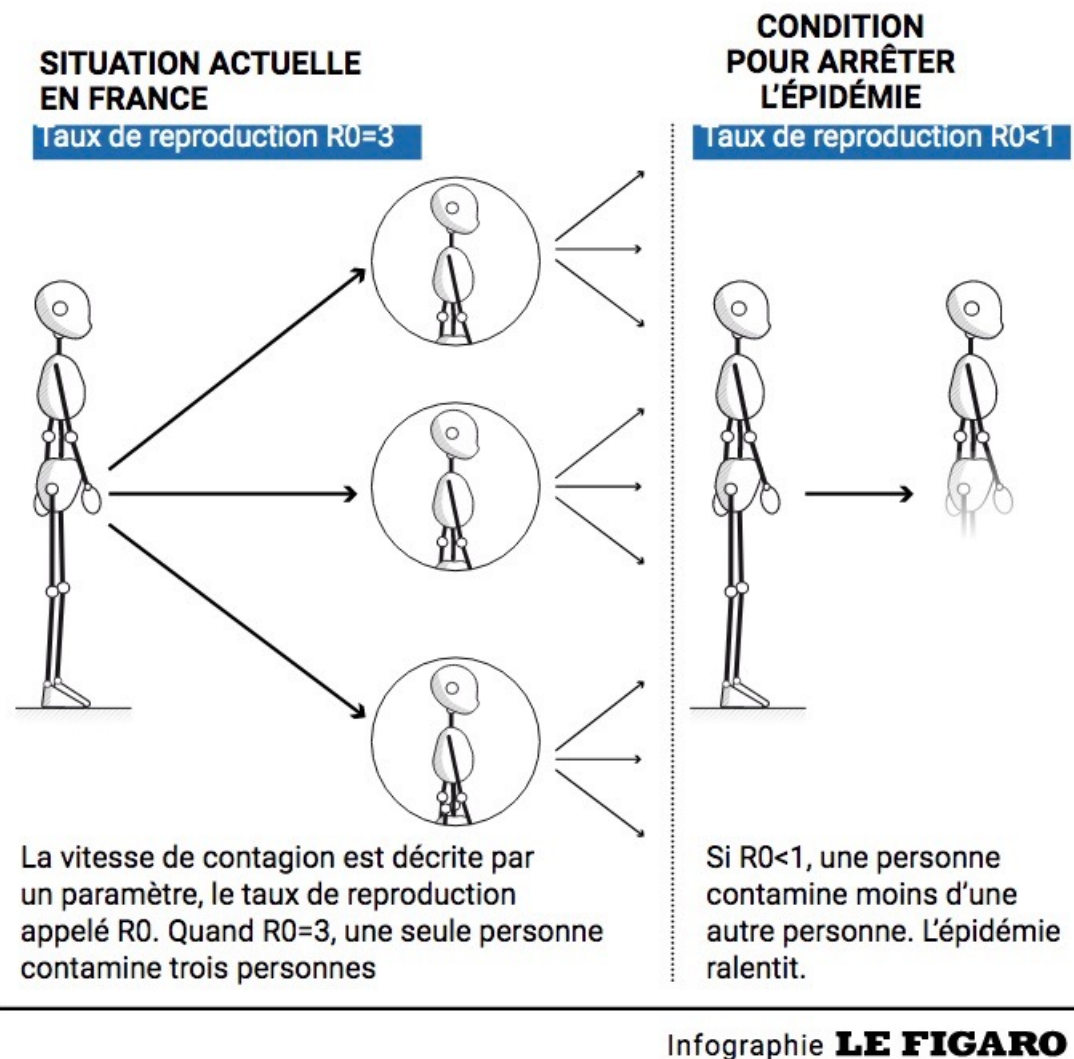 SITUATION ACTUELLE
EN FRANCE
Taux de reproduction R0=3
La vitesse de contagion est décrite par
un paramètre, le taux de reproduction
appelé R0. Quand R0=3, une seule personne
contamine trois personnes
CONDITION
POUR ARRÊTER
L'ÉPIDÉMIE
Taux de reproduction R0<1
Si R0<1, une personne
contamine moins d'une
autre personne. L'épidémie
ralentit.
Infographie LE FIGARO